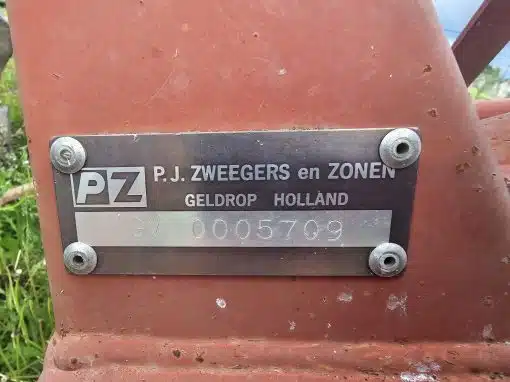 PZ
P.J. ZWEEGERS en ZONEN
GELDROP HOLLAND
0005709